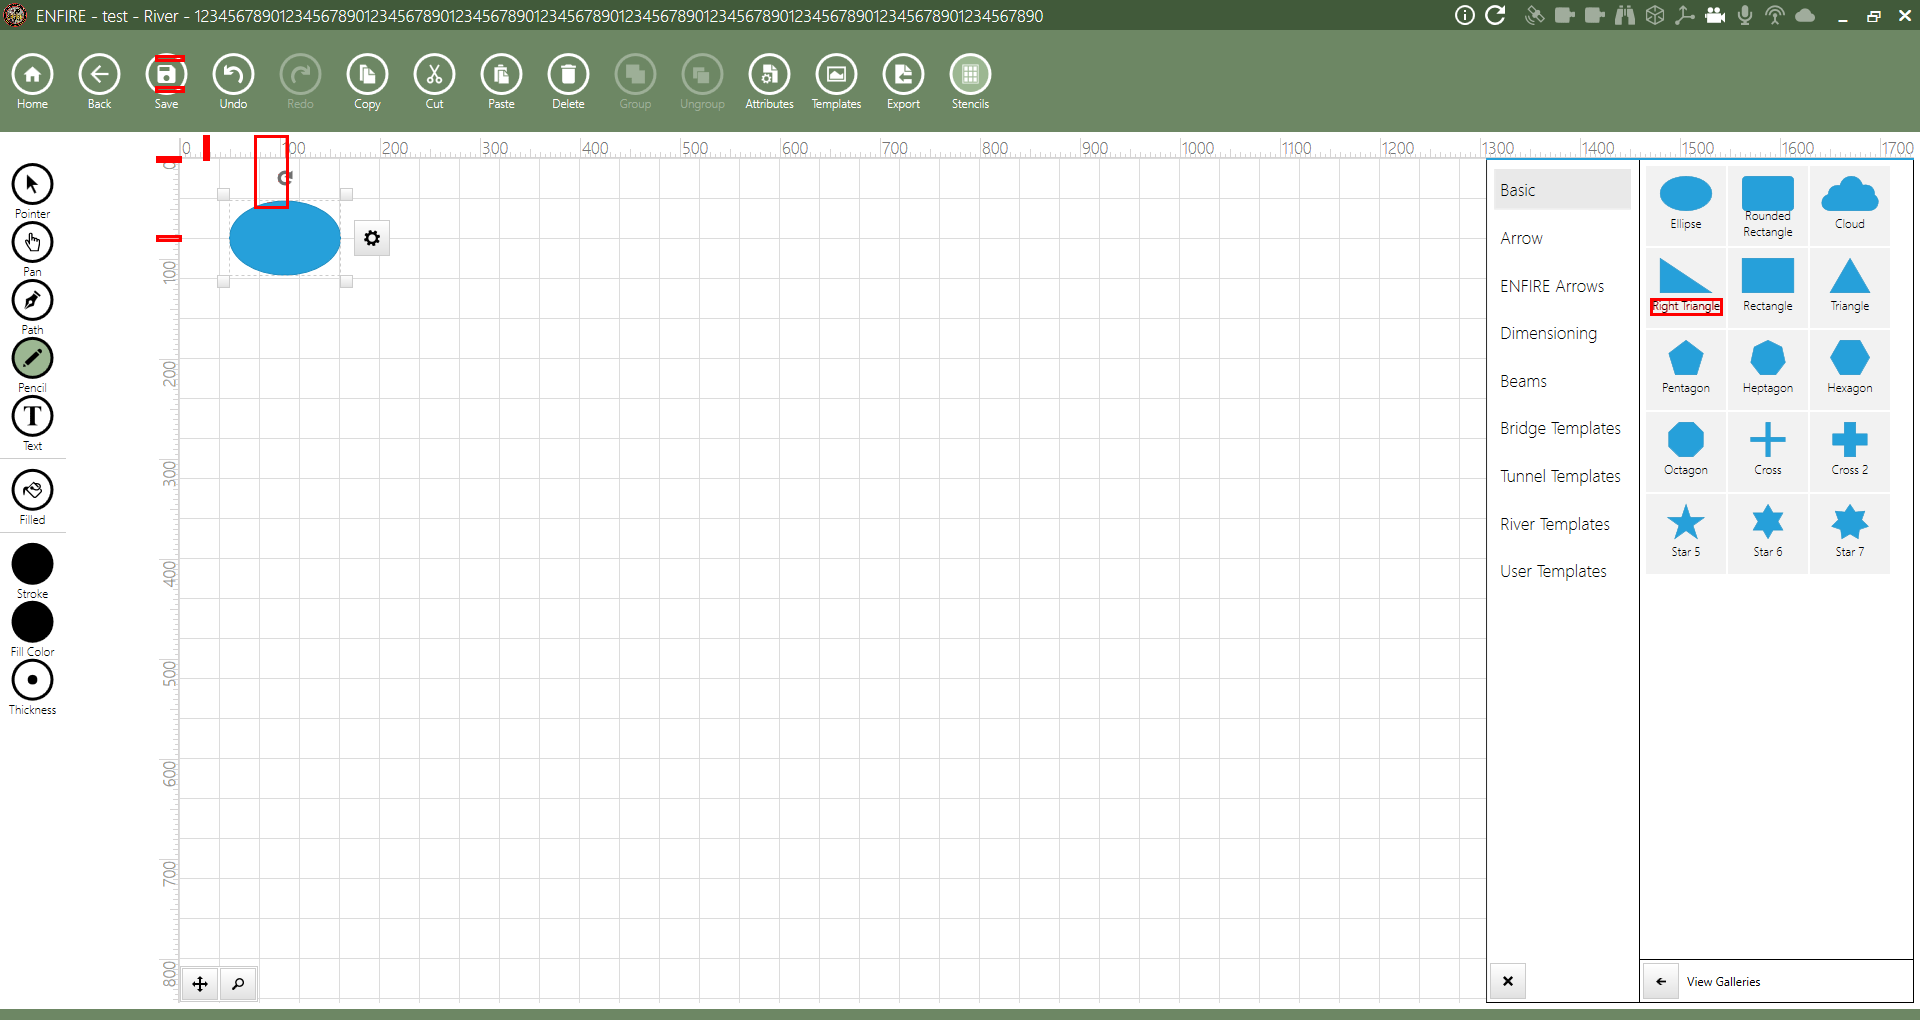 ENFIRE - test - River - 1234567890123456789012345678901234567890123456789012345678901234567890123456789012345678901234567890
Home
Back
Save
Undo
Redo
Copy
Cut
Paste
Delete
Group
Ungroup
Attributes
Templates
Export
Stencils
0 100 200 300 400 500 600 700 800 900 1000 1100 1200 1300 1400 1500 1600 1700
0
100
200
300
400
500
600
700
800
Pointer
Pan
Path
Pencil
T
Text
Filled
Stroke
Fill Color
Thickness
Basic
Arrow
ENFIRE Arrows
Dimensioning
Beams
Bridge Templates
Tunnel Templates
River Templates
User Templates
Ellipse
Rounded
Rectangle
Cloud
Right Triangle
Rectangle
Triangle
Pentagon
Heptagon
Hexagon
Octagon
Cross
Cross 2
Star 5
Star 6
Star 7
View Galleries